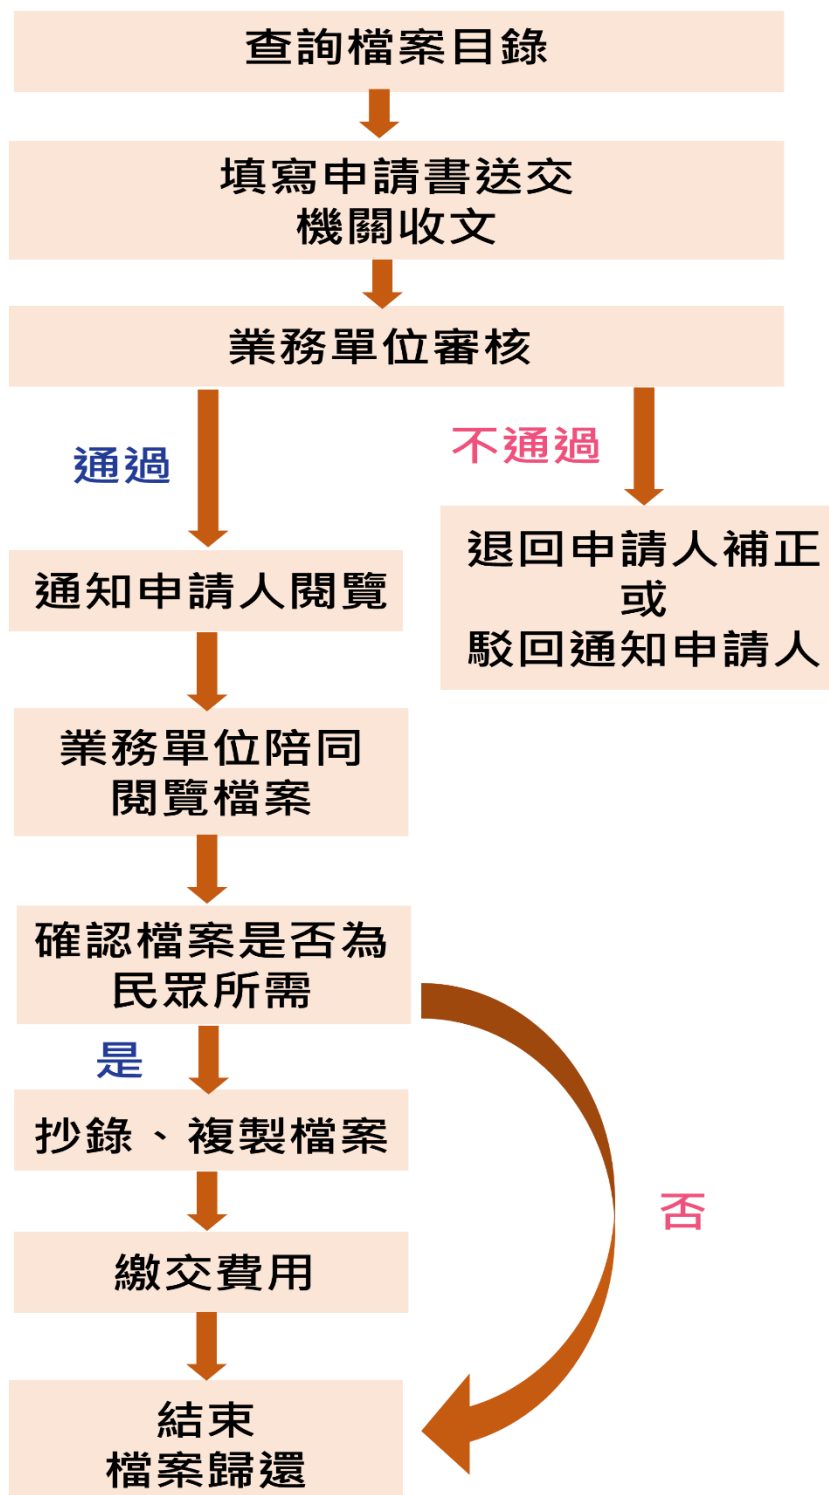 查詢檔案目錄
填寫申請書送交
機關收文
業務單位審核
通過
不通過
通知申請人閱覽
退回申請人補正
或
駁回通知申請人
業務單位陪同
閱覽檔案
確認檔案是否為
民眾所需
是
抄錄、複製檔案
否
繳交費用
結束
檔案歸還